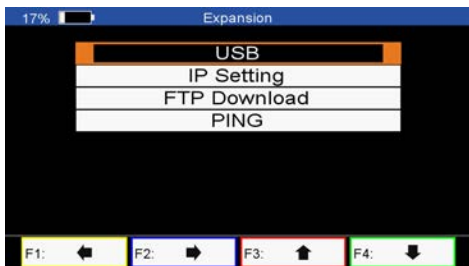 17% Expansion
USB
IP Setting
FTP Download
PING
F1: F2: F3: F4: